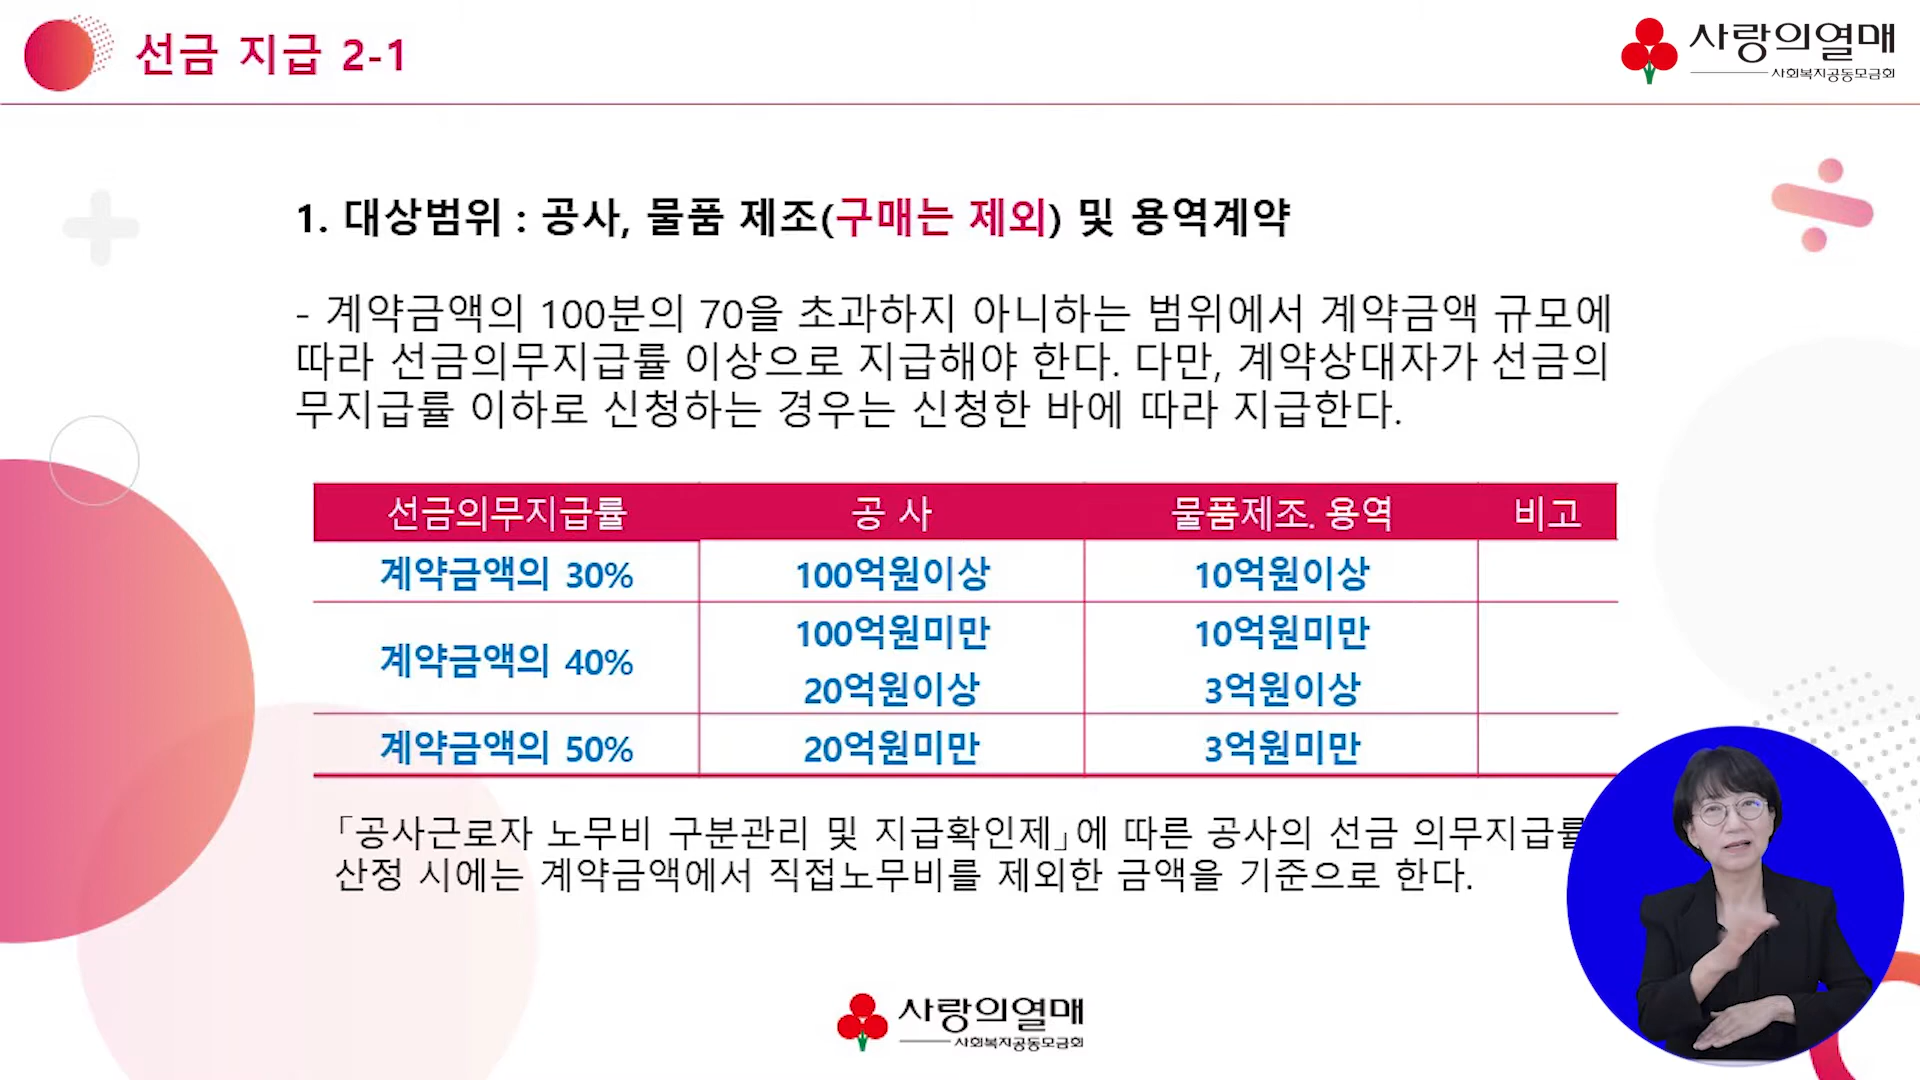 선금 지급 2-1
사랑의열매
사회복지공동모금회
1. 대상범위 : 공사, 물품 제조(구매는 제외) 및 용역계약
- 계약금액의 100분의 70을 초과하지 아니하는 범위에서 계약금액 규모에
따라 선금의무지급률 이상으로 지급해야 한다. 다만, 계약상대자가 선금의
무지급률 이하로 신청하는 경우는 신청한 바에 따라 지급한다.
선금의무지급률 공 사 물품제조. 용역 비고
계약금액의 30% 100억원이상 10억원이상
계약금액의 40% 100억원미만 10억원미만
20억원이상 3억원이상
계약금액의 50% 20억원미만 3억원미만
「공사근로자 노무비 구분관리 및 지급확인제」에 따른 공사의 선금 의무지급률
산정 시에는 계약금액에서 직접노무비를 제외한 금액을 기준으로 한다.
사랑의열매
사회복지공동모금회